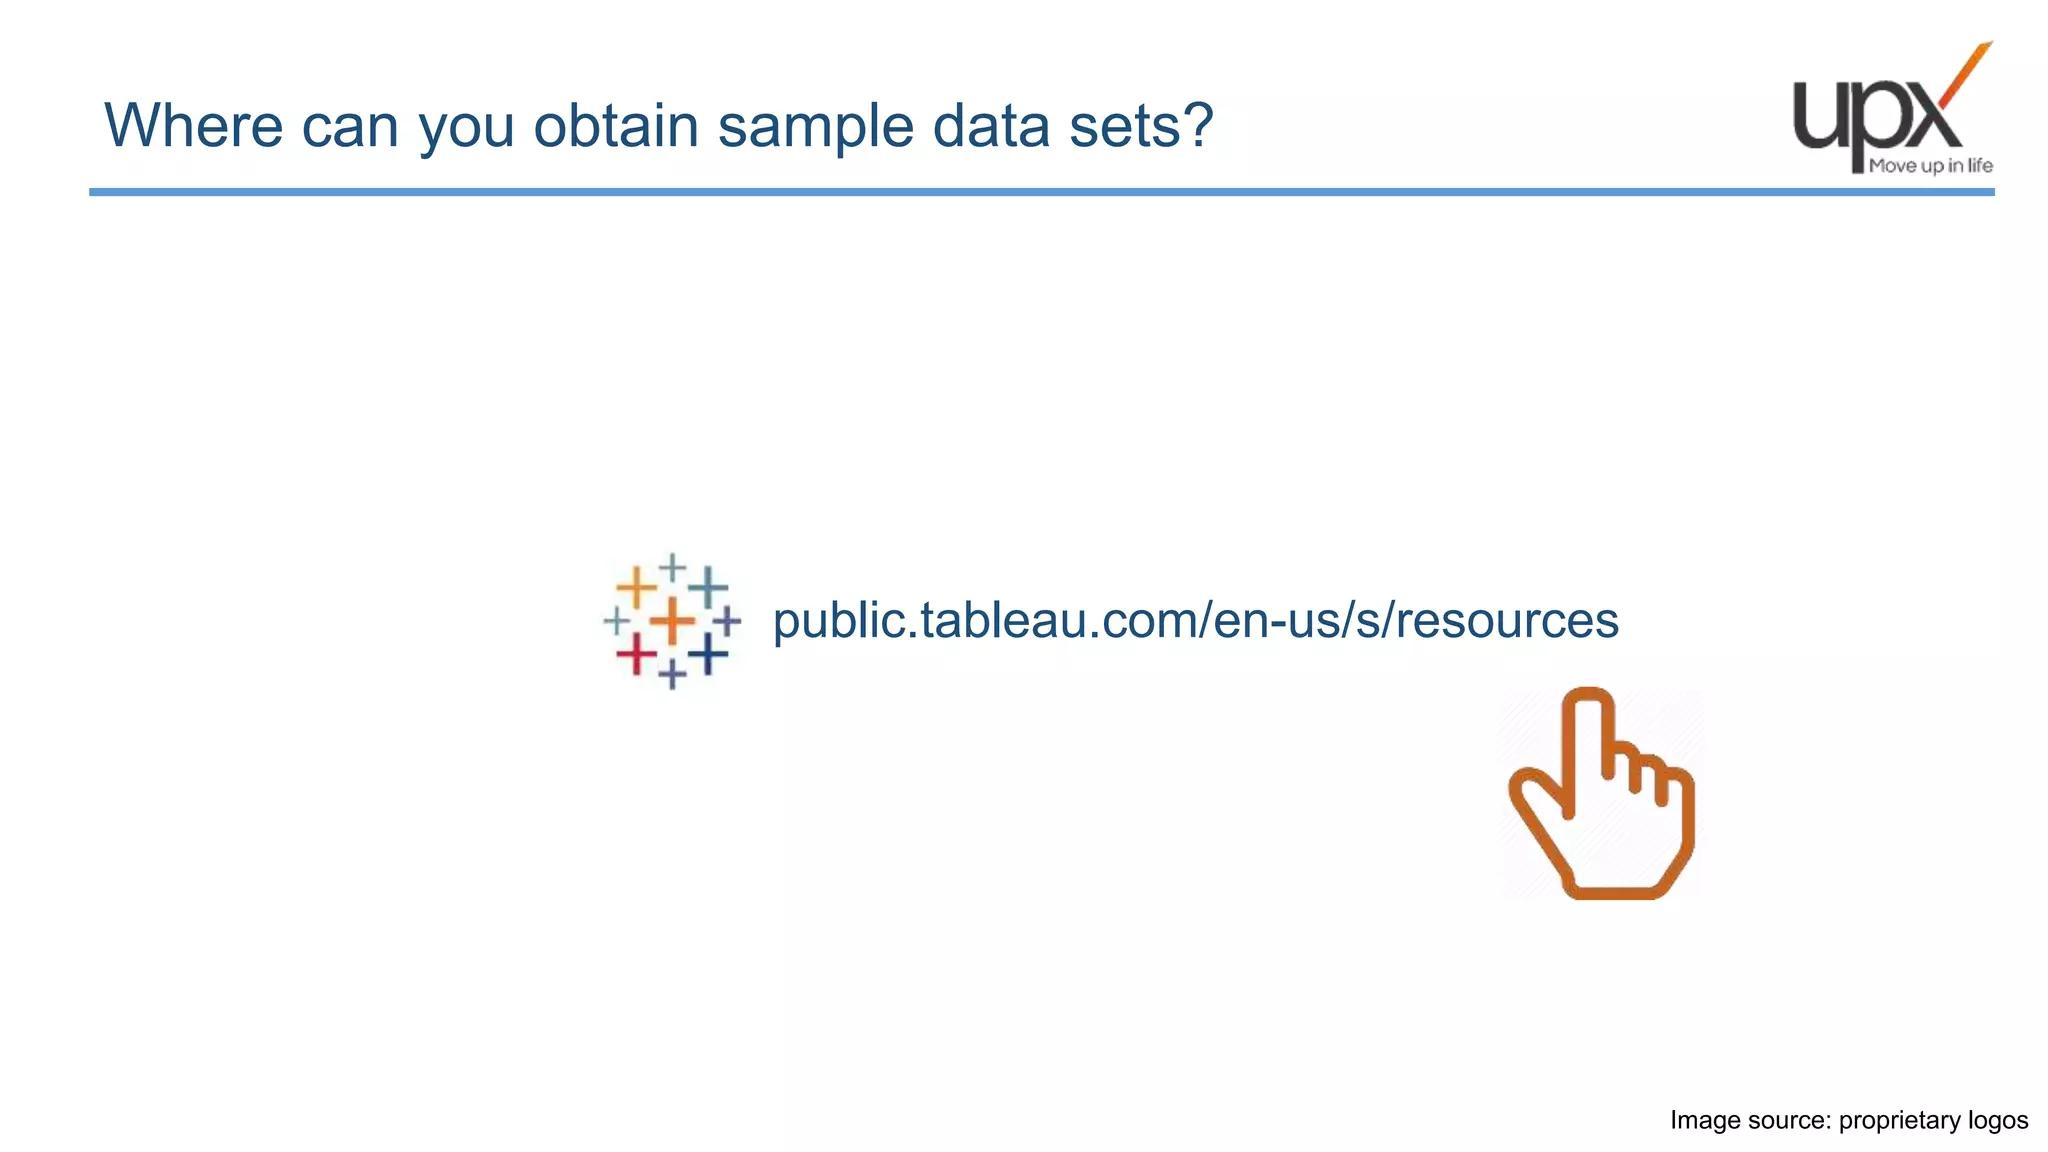 Where can you obtain sample data sets?
upx
Move up in life
public.tableau.com/en-us/s/resources
Image source: proprietary logos